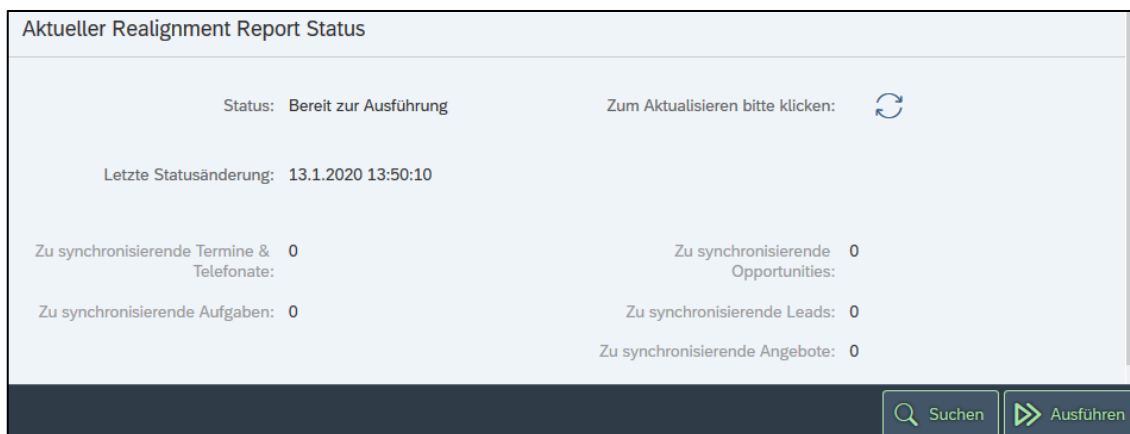 Aktueller Realignment Report Status
Status: Bereit zur Ausführung Zum Aktualisieren bitte klicken:
Letzte Statusänderung: 13.1.2020 13:50:10
Zu synchronisierende Termine & 0 Zu synchronisierende 0
Telefonate: Opportunities:
Zu synchronisierende Aufgaben: 0 Zu synchronisierende Leads: 0
Zu synchronisierende Angebote: 0
Suchen Ausführen